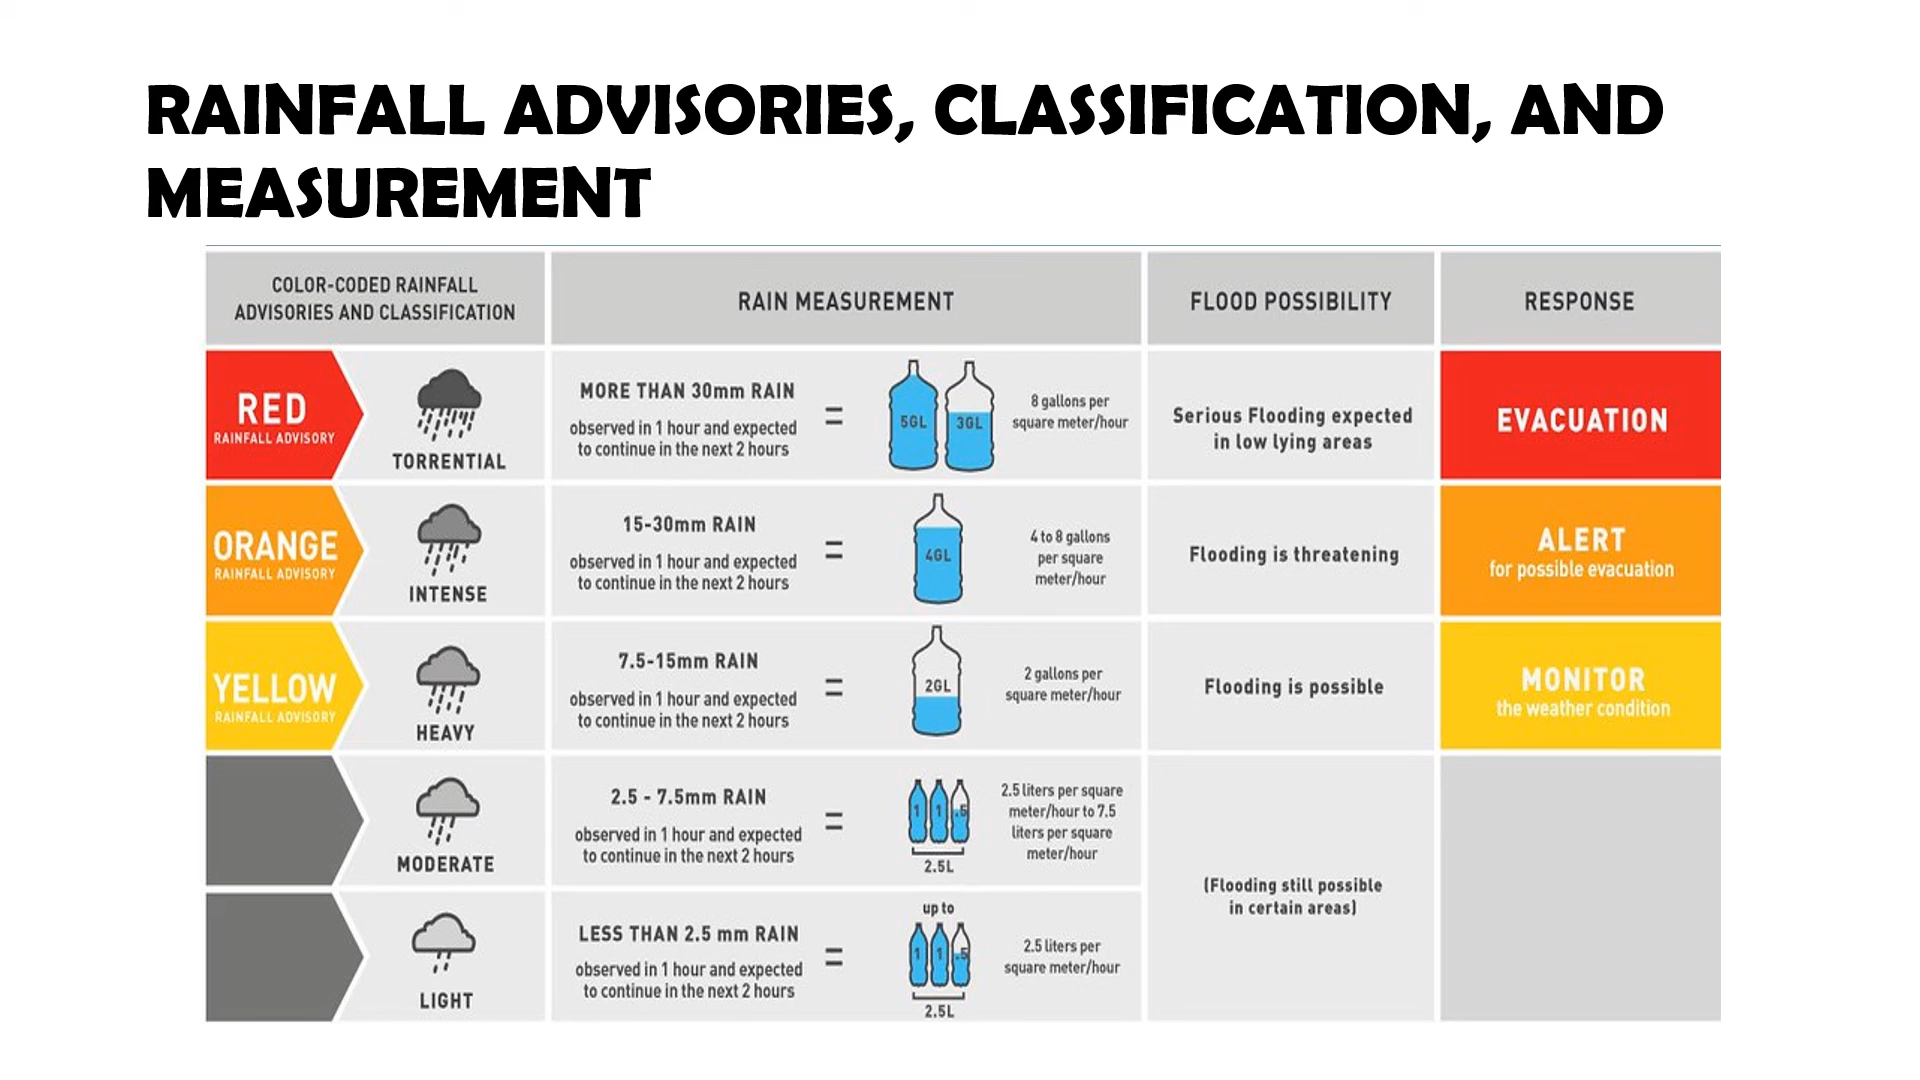 RAINFALL ADVISORIES, CLASSIFICATION, AND
MEASUREMENT
COLOR-CODED RAINFALL
ADVISORIES AND CLASSIFICATION
RAIN MEASUREMENT
FLOOD POSSIBILITY
RESPONSE
RED
RAINFALL ADVISORY
TORRENTIAL
MORE THAN 30mm RAIN
observed in 1 hour and expected
to continue in the next 2 hours
=
5GL
3GL
8 gallons per
square meter/hour
Serious Flooding expected
in low lying areas
EVACUATION
ORANGE
RAINFALL ADVISORY
INTENSE
15-30mm RAIN
observed in 1 hour and expected
to continue in the next 2 hours
=
4GL
4 to 8 gallons
per square
meter/hour
Flooding is threatening
ALERT
for possible evacuation
YELLOW
RAINFALL ADVISORY
HEAVY
7.5-15mm RAIN
observed in 1 hour and expected
to continue in the next 2 hours
=
2GL
2 gallons per
square meter/hour
Flooding is possible
MONITOR
the weather condition
MODERATE
2.5 - 7.5mm RAIN
observed in 1 hour and expected
to continue in the next 2 hours
=
1 1 .5
2.5L
2.5 liters per square
meter/hour to 7.5
liters per square
meter/hour
(Flooding still possible
in certain areas)
LIGHT
LESS THAN 2.5 mm RAIN
observed in 1 hour and expected
to continue in the next 2 hours
=
up to
1 1 .5
2.5L
2.5 liters per
square meter/hour